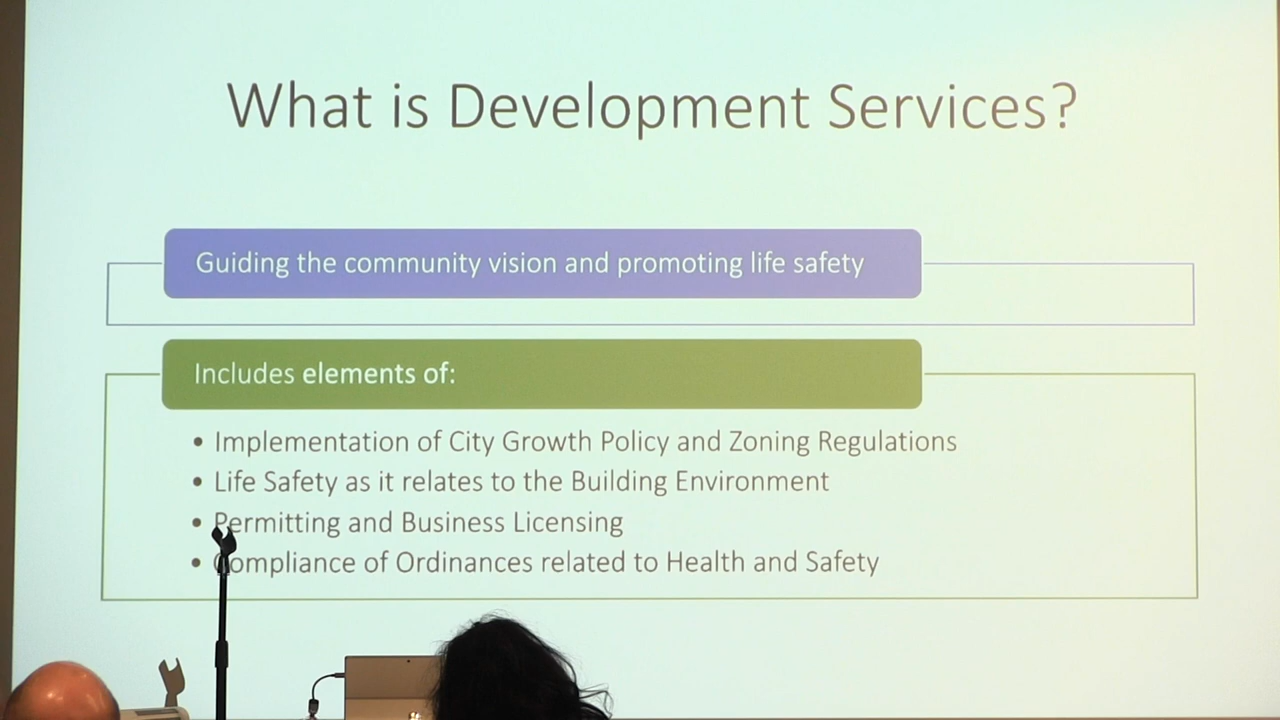 What is Development Services?
Guiding the community vision and promoting life safety
Includes elements of:
• Implementation of City Growth Policy and Zoning Regulations
• Life Safety as it relates to the Building Environment
• Permitting and Business Licensing
• Compliance of Ordinances related to Health and Safety